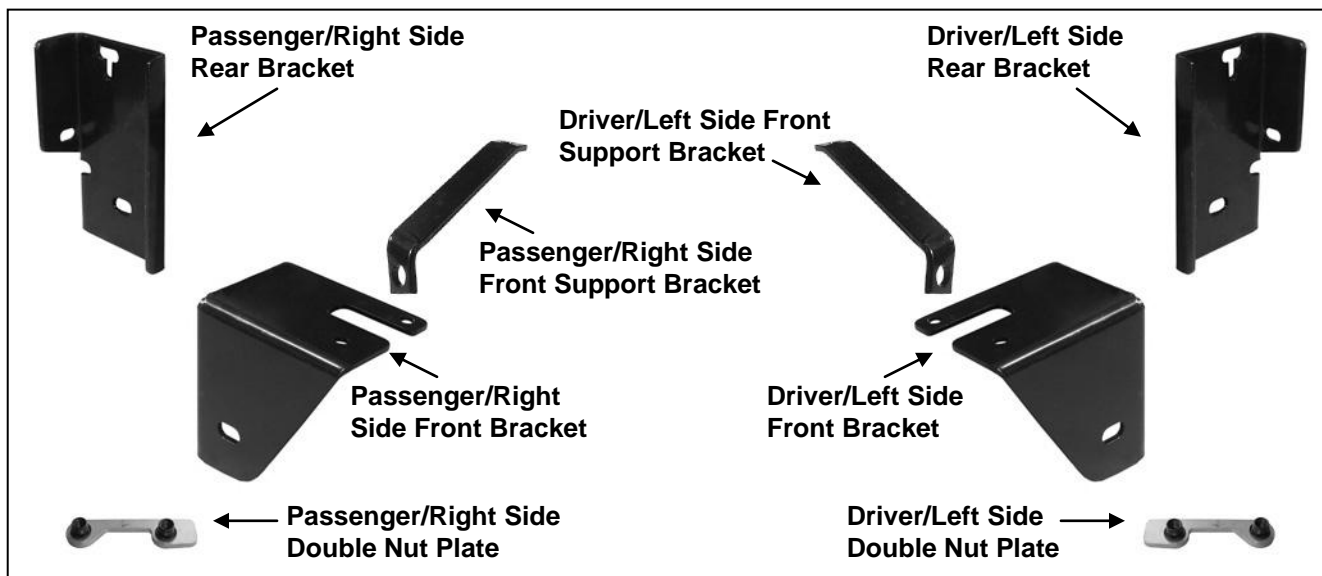 Passenger/Right Side
Rear Bracket
Driver/Left Side
Rear Bracket
Driver/Left Side Front
Support Bracket
Passenger/Right Side
Front Support Bracket
Passenger/Right
Side Front Bracket
Driver/Left Side
Front Bracket
Passenger/Right Side
Double Nut Plate
Driver/Left Side
Double Nut Plate